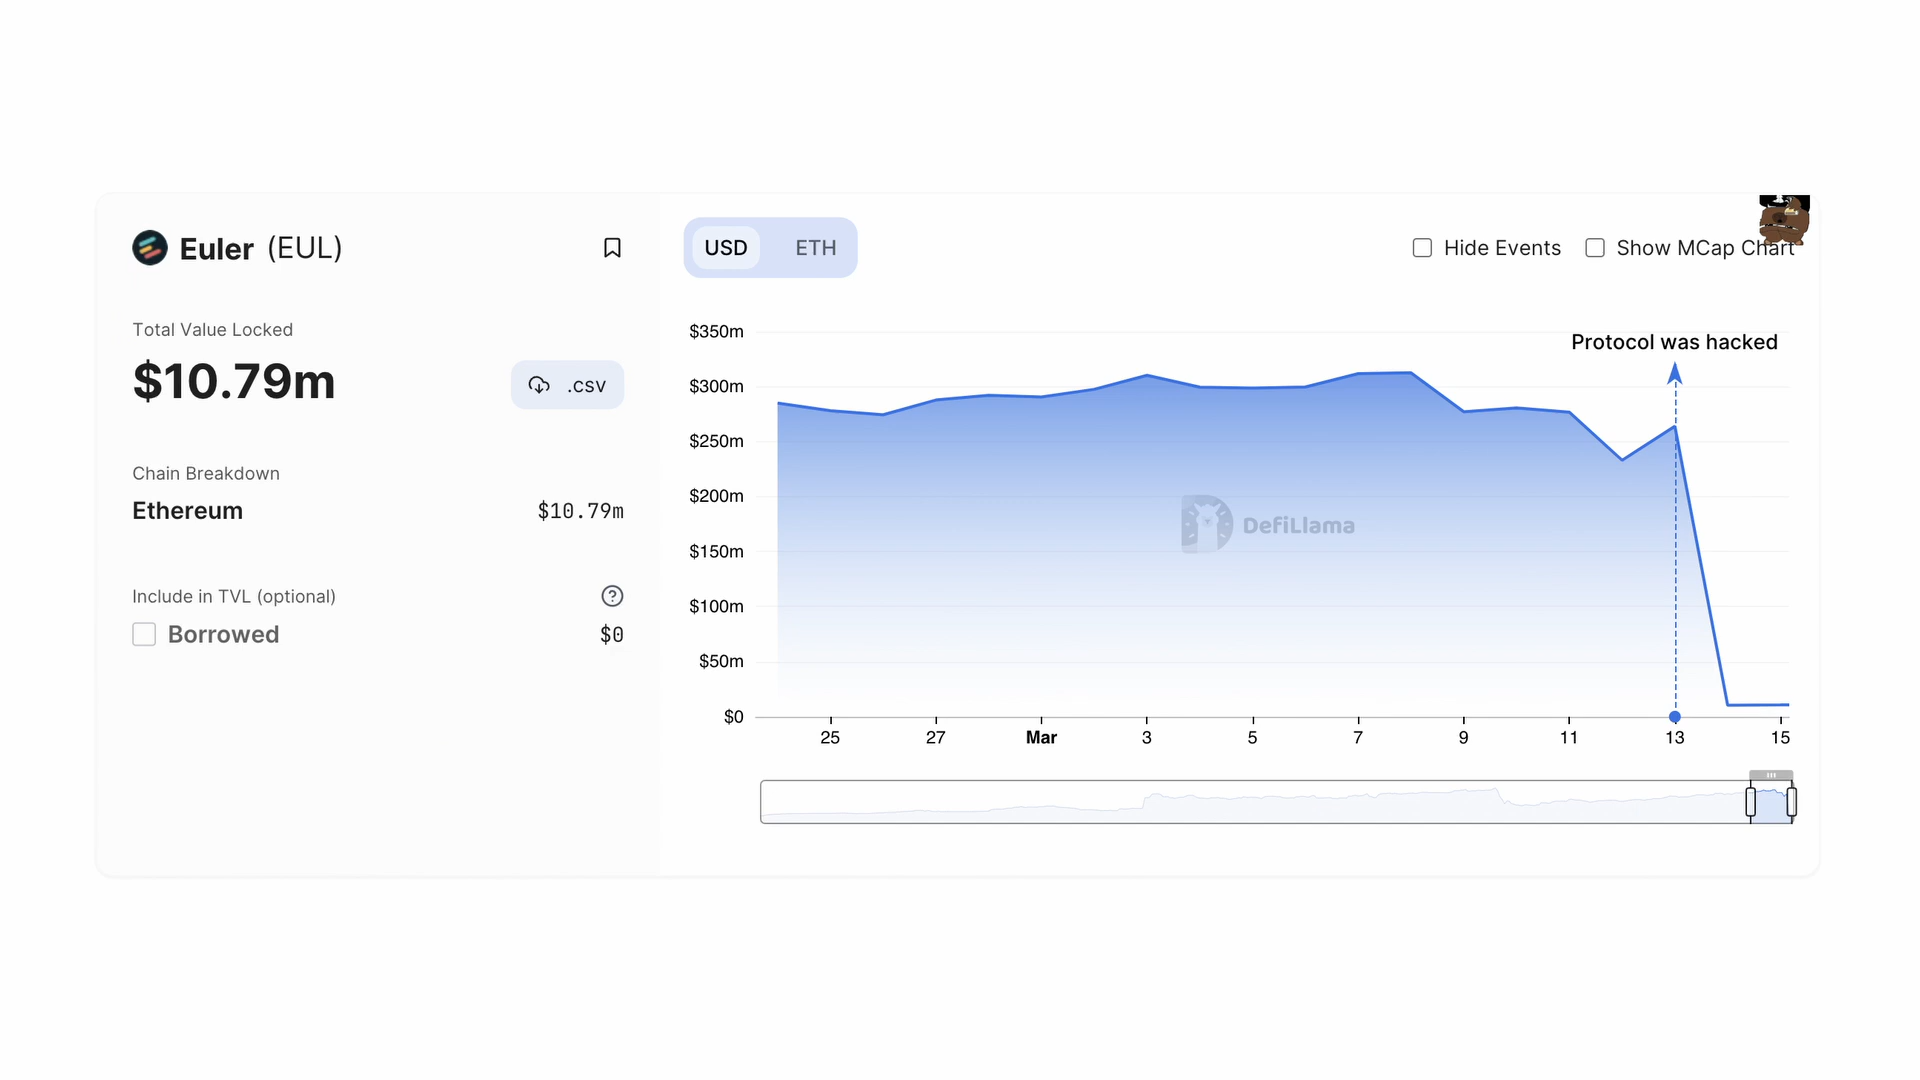 Euler (EUL)
Total Value Locked
$10.79m
.csv
Chain Breakdown
Ethereum $10.79m
Include in TVL (optional)
Borrowed $0
USD ETH
Hide Events Show MCap Chart
Protocol was hacked
$350m
$300m
$250m
$200m
$150m
$100m
$50m
$0
DefiLlama
25 27 Mar 3 5 7 9 11 13 15